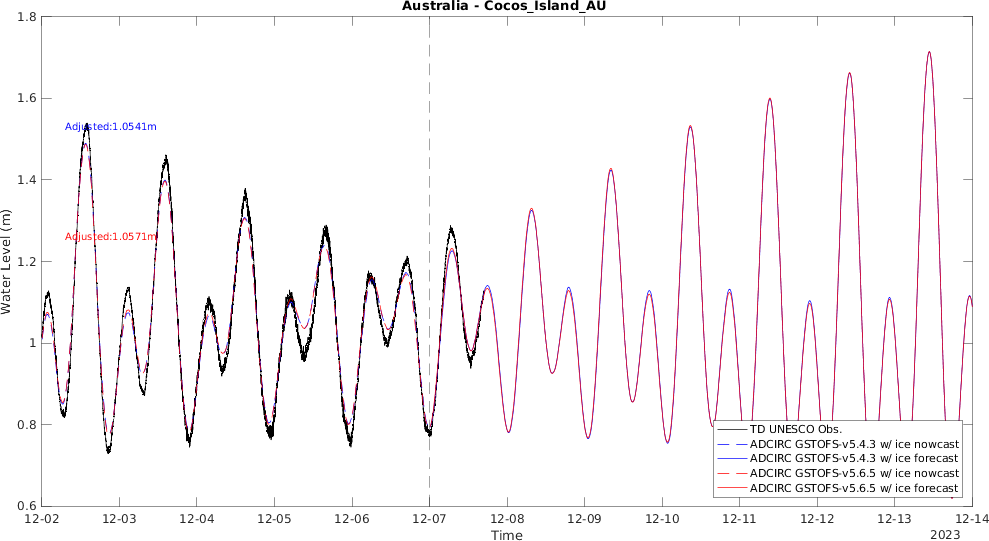 Australia - Cocos_Island_AU
1.8
1.6
1.4
1.2
1
0.8
0.6
Water Level (m)
Adjusted:1.0541m
Adjusted:1.0571m
TD UNESCO Obs.
ADCIRC GSTOFS-v5.4.3 w/ ice nowcast
ADCIRC GSTOFS-v5.4.3 w/ ice forecast
ADCIRC GSTOFS-v5.6.5 w/ ice nowcast
ADCIRC GSTOFS-v5.6.5 w/ ice forecast
12-02 12-03 12-04 12-05 12-06 12-07 12-08 12-09 12-10 12-11 12-12 12-13 12-14
Time
2023